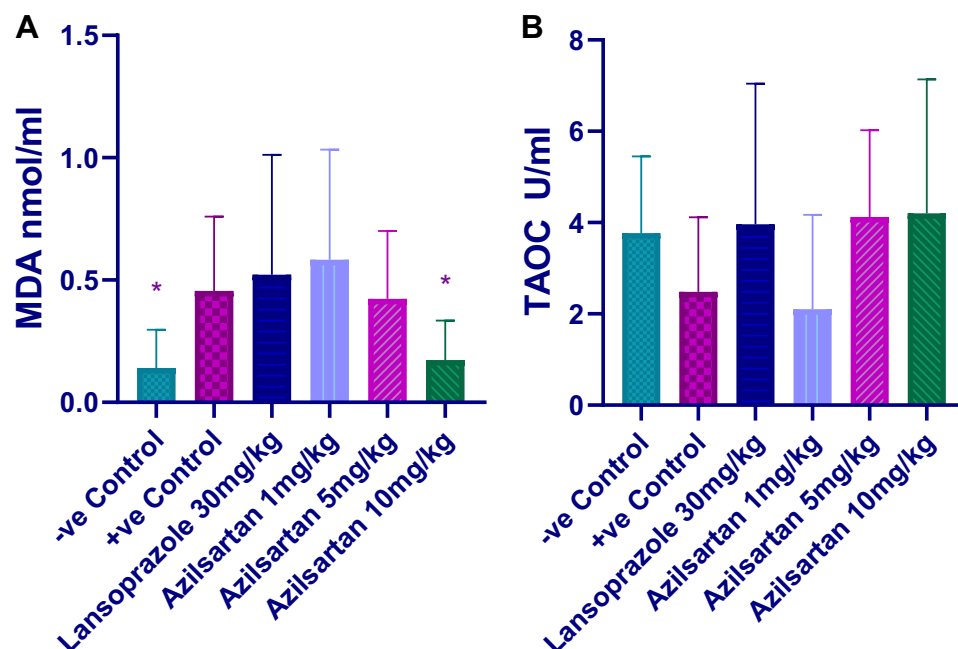 A
MDA nmol/ml
1.5
1.0
0.5
0.0
*
*
-ve Control
+ve Control
Lansoprazole 30mg/kg
Azilsartan 1mg/kg
Azilsartan 5mg/kg
Azilsartan 10mg/kg
B
TAOC U/ml
8
6
4
2
0
-ve Control
+ve Control
Lansoprazole 30mg/kg
Azilsartan 1mg/kg
Azilsartan 5mg/kg
Azilsartan 10mg/kg